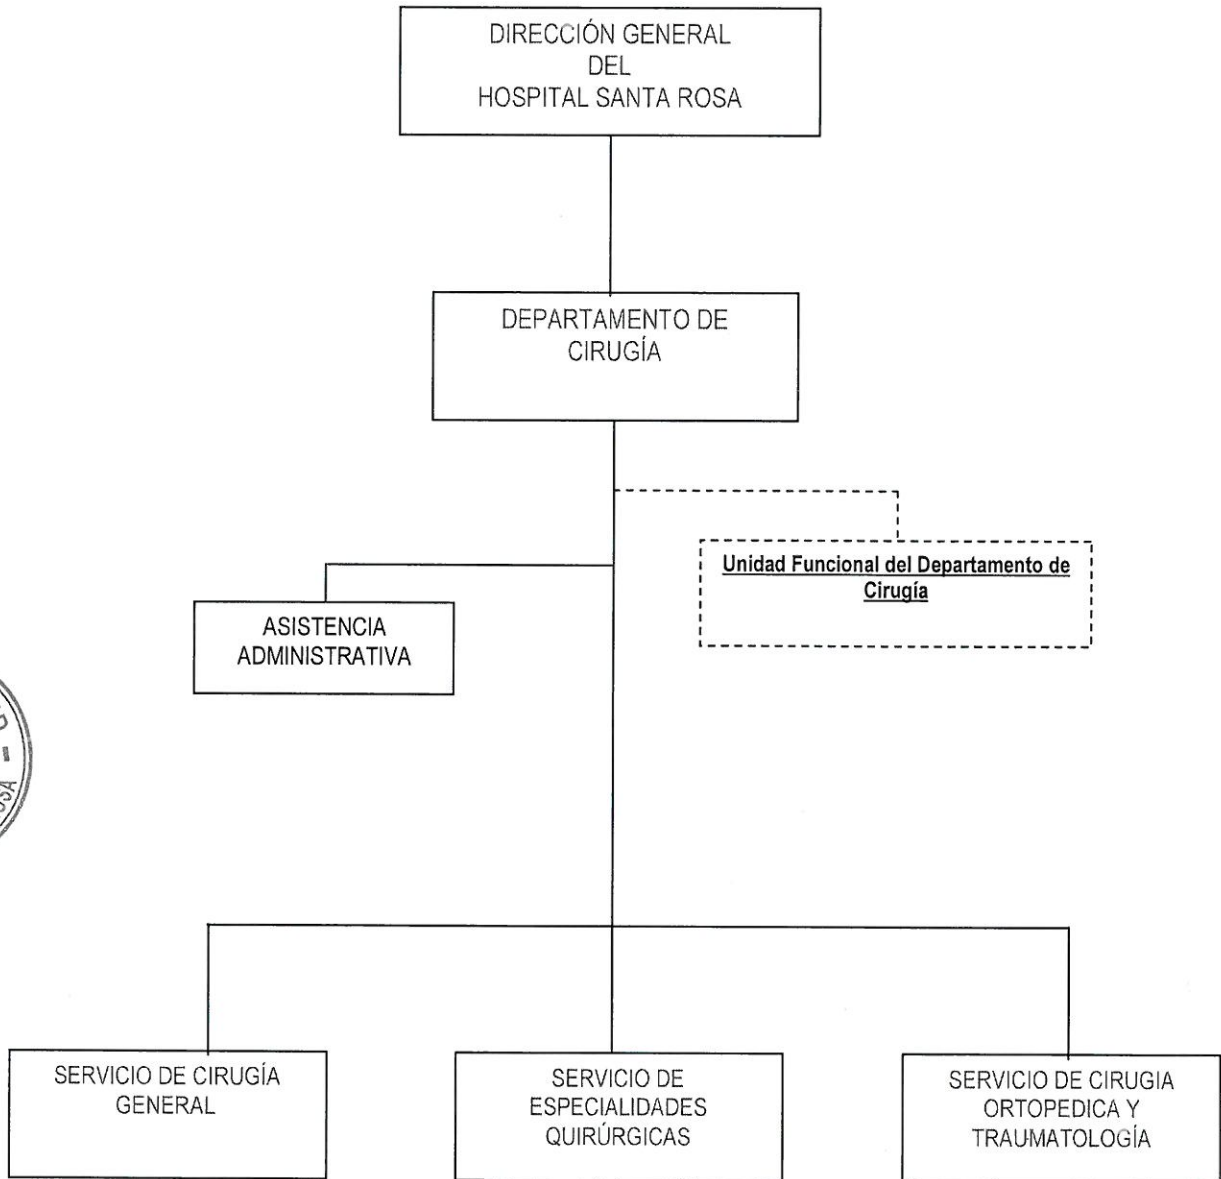 DIRECCIÓN GENERAL
DEL
HOSPITAL SANTA ROSA
DEPARTAMENTO DE
CIRUGÍA
Unidad Funcional del Departamento de
Cirugía
ASISTENCIA
ADMINISTRATIVA
SERVICIO DE CIRUGÍA
GENERAL
SERVICIO DE
ESPECIALIDADES
QUIRÚRGICAS
SERVICIO DE CIRUGIA
ORTOPEDICA Y
TRAUMATOLOGÍA